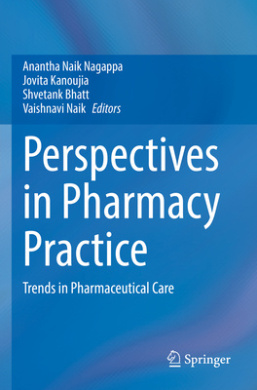 Anantha Naik Nagappa
Jovita Kanoujia
Shvetank Bhatt
Vaishnavi Naik Editors
Perspectives
in Pharmacy
Practice
Trends in Pharmaceutical Care
Springer